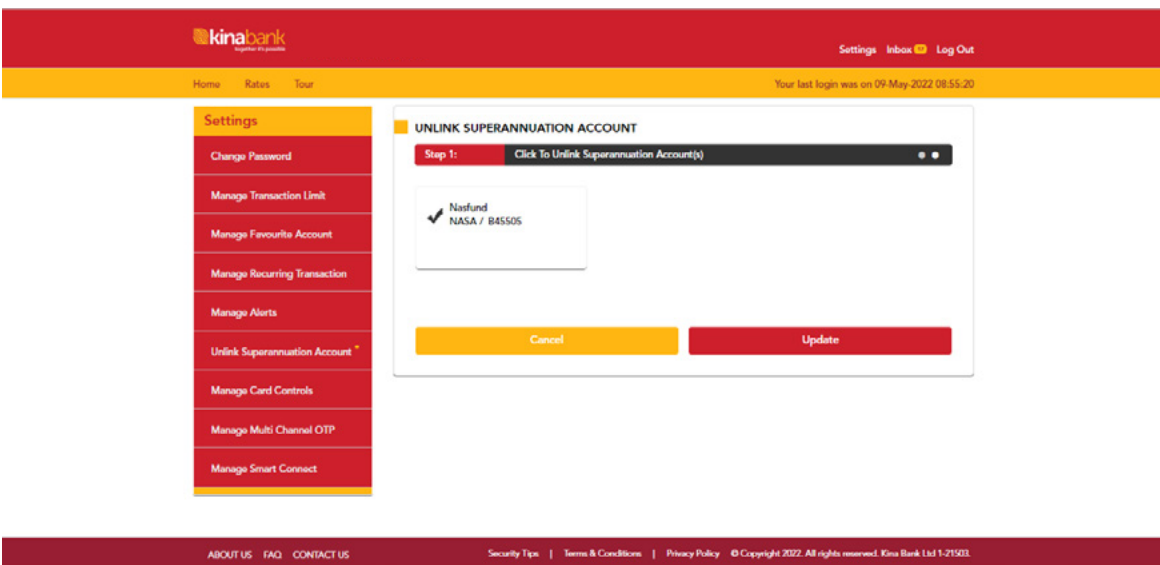 kinabank
together it's possible
Settings Inbox Log Out
Home Rates Tour
Your last login was on 09-May-2022 08:55:20
Settings
Change Password
Manage Transaction Limit
Manage Favourite Account
Manage Recurring Transaction
Manage Alerts
Unlink Superannuation Account *
Manage Card Controls
Manage Multi Channel OTP
Manage Smart Connect
UNLINK SUPERANNUATION ACCOUNT
Step 1: Click To Unlink Superannuation Account(s)
Nasfund
NASA / B45505
Cancel Update
ABOUT US FAQ CONTACT US
Security Tips | Terms & Conditions | Privacy Policy © Copyright 2022. All rights reserved. Kina Bank Ltd 1-21503.